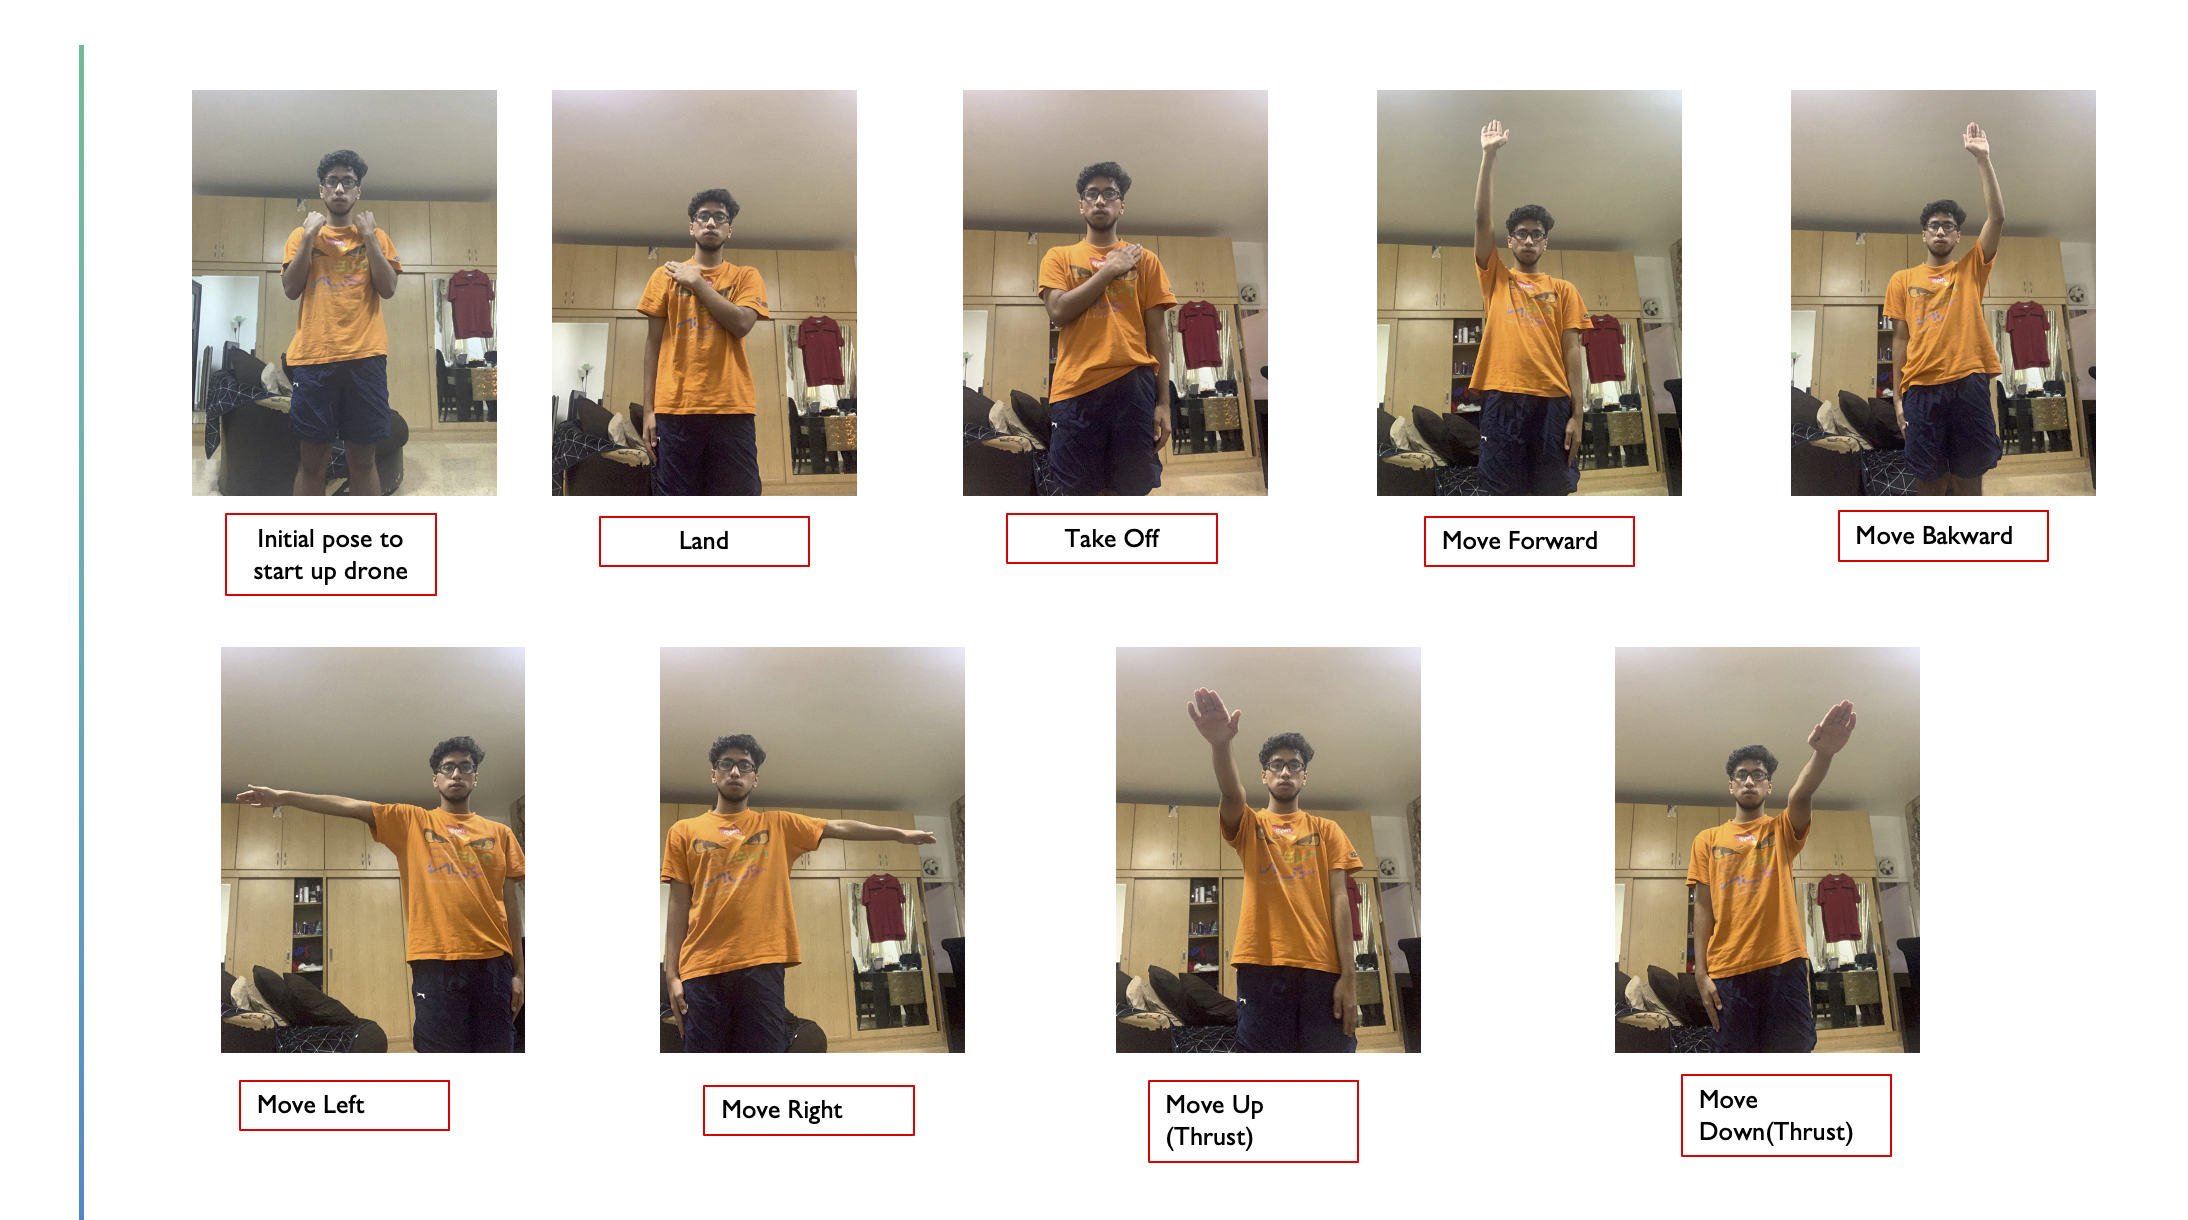 Initial pose to
start up drone
Land
Take Off
Move Forward
Move Bakward
Move Left
Move Right
Move Up
(Thrust)
Move
Down(Thrust)